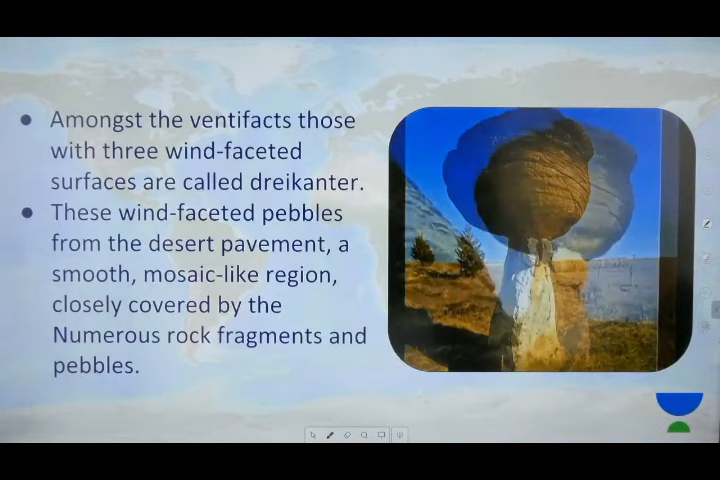 ● Amongst the ventifacts those
with three wind-faceted
surfaces are called dreikanter.
● These wind-faceted pebbles
from the desert pavement, a
smooth, mosaic-like region,
closely covered by the
Numerous rock fragments and
pebbles.